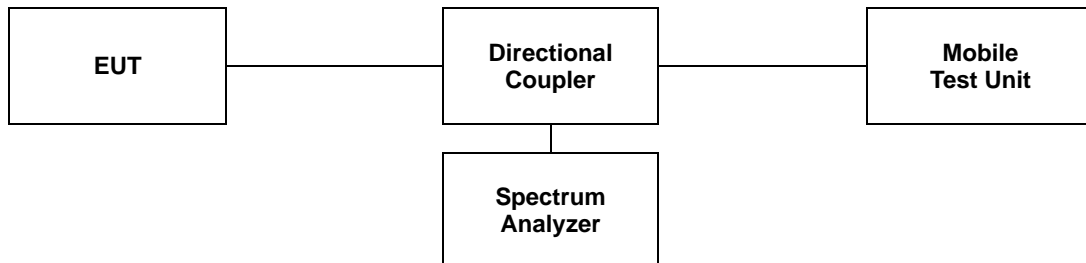 EUT
Directional
Coupler
Mobile
Test Unit
Spectrum
Analyzer